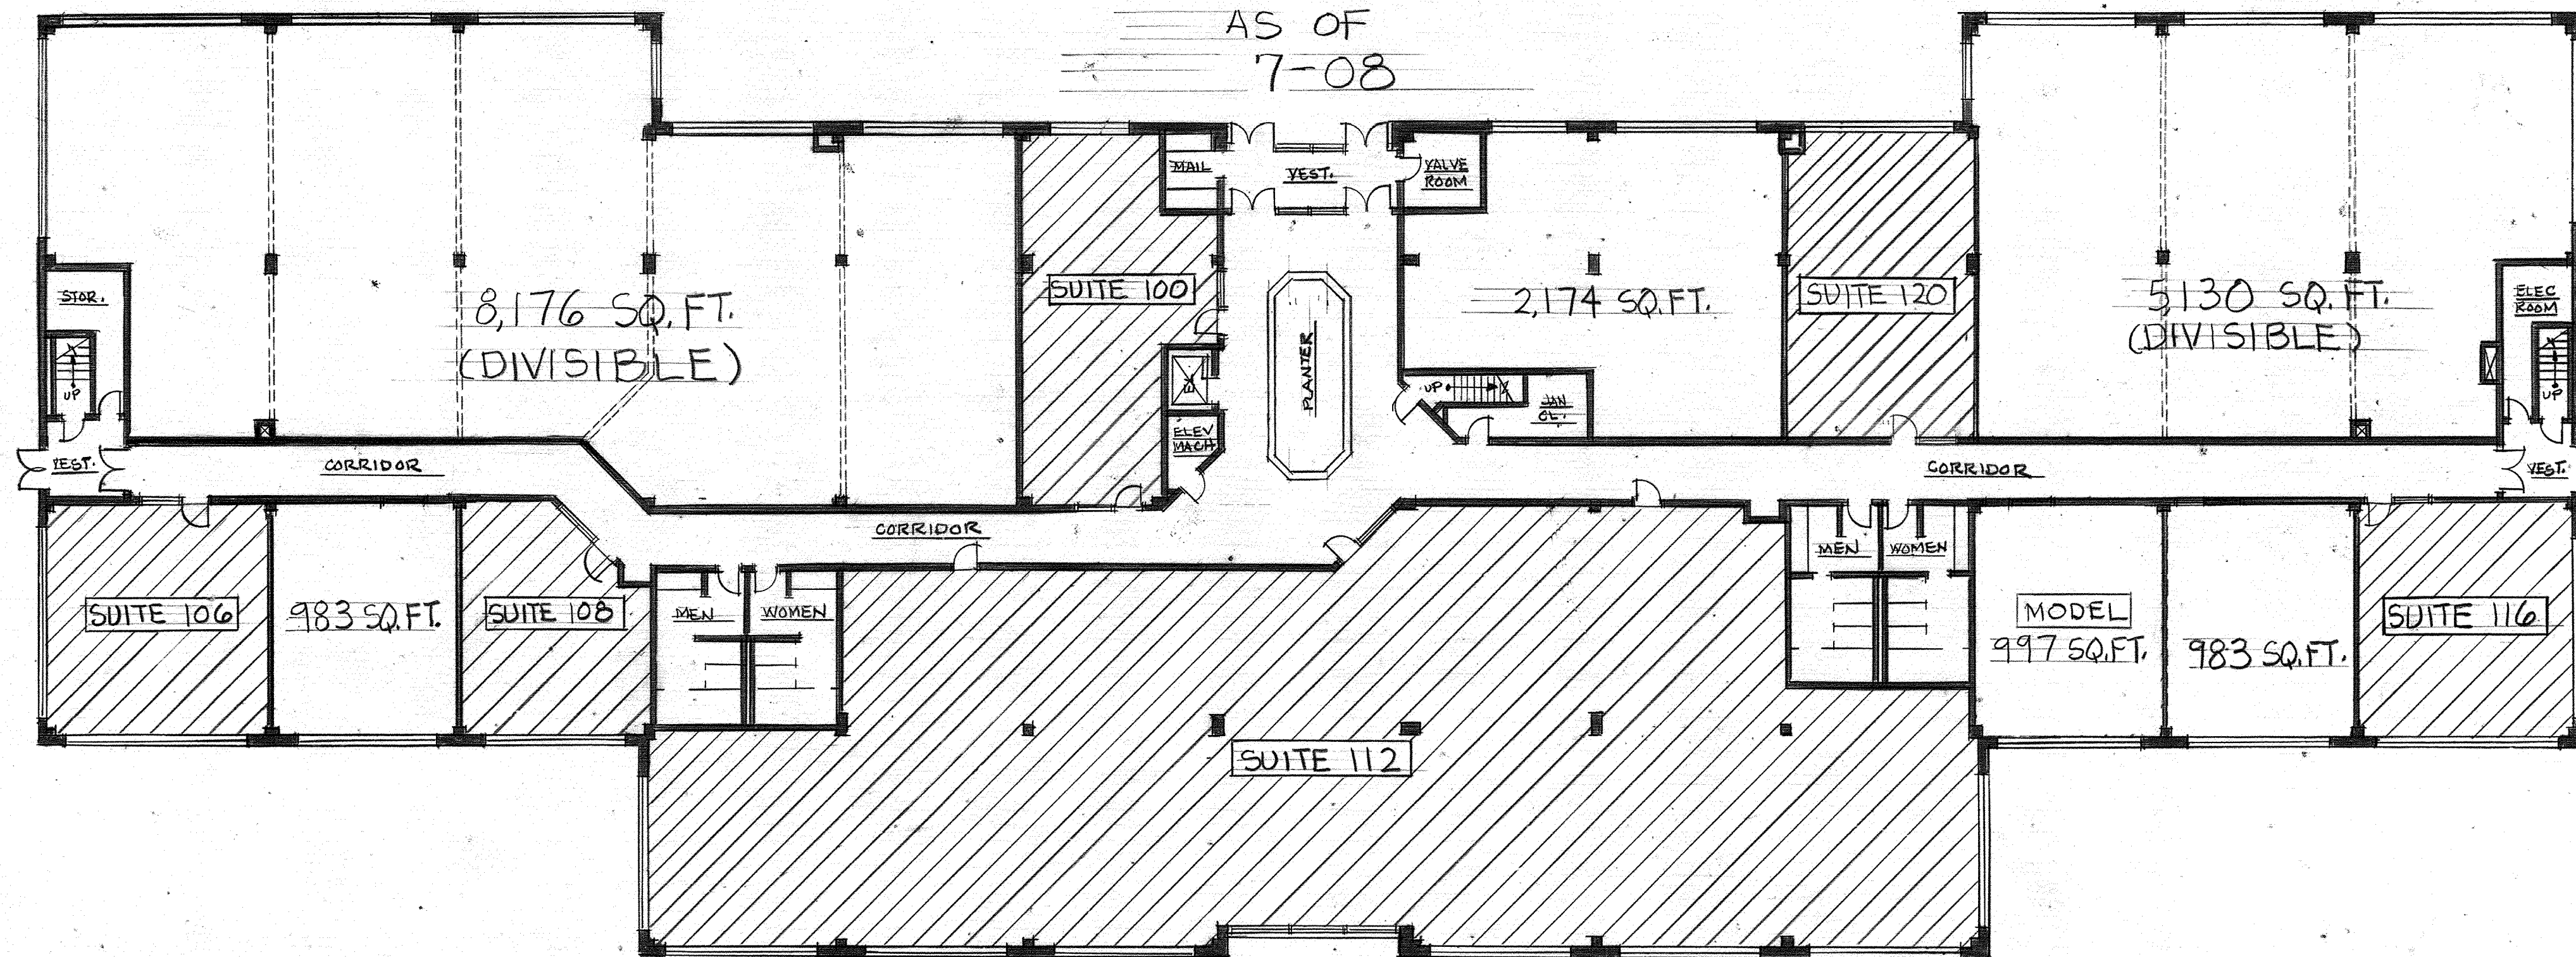 AS OF
7-08
MAIL
VEST.
VALVE
ROOM
STOR.
UP
8,176 SQ. FT.
(DIVISIBLE)
SUITE 100
EL
ELEV
MACH
PLANTER
2,174 SQ. FT.
UP
JAN
CL.
SUITE 120
5,130 SQ. FT.
(DIVISIBLE)
ELEC
ROOM
UP
VEST.
CORRIDOR
CORRIDOR
CORRIDOR
VEST.
SUITE 106
983 SQ. FT.
SUITE 108
MEN
WOMEN
SUITE 112
MEN
WOMEN
MODEL
997 SQ. FT.
983 SQ. FT.
SUITE 116